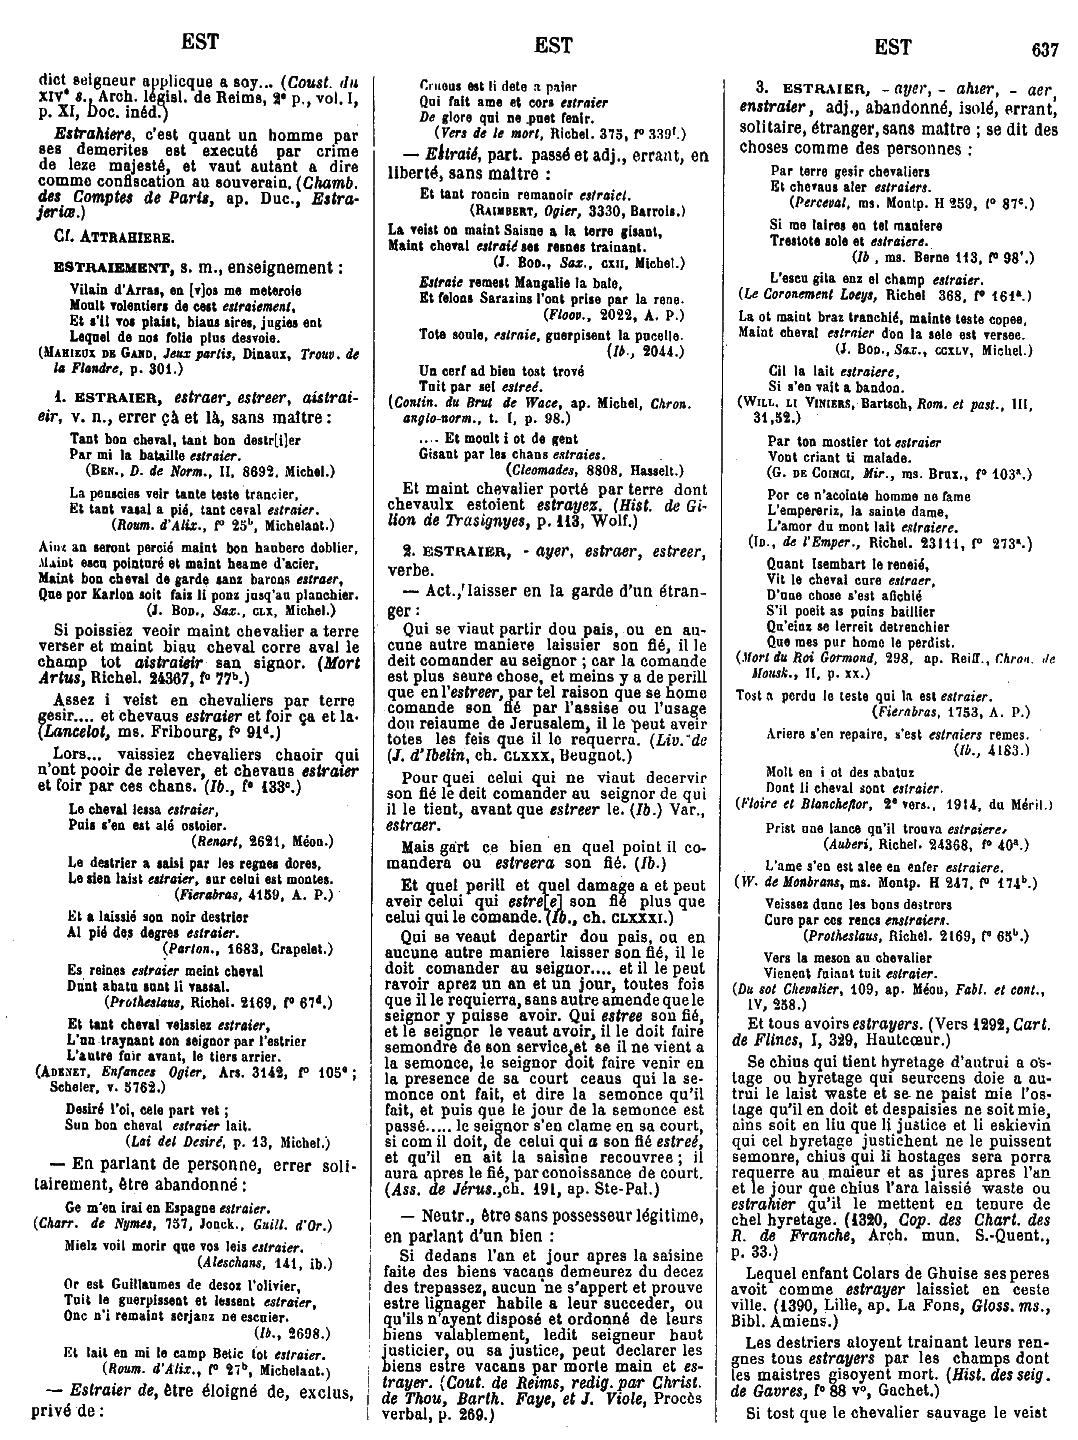 EST
EST
EST
637
dict seigneur applicque a soy... (Coust. du
XIVe s., Arch. législ. de Reims, 2e p., vol. I,
p. XI, Doc. inéd.)
Estrahiere, c'est quant un homme par
ses demerites est executé par crime
de leze majesté, et vaut autant a dire
comme confiscation au souverain. (Chamb.
des Comptes de Paris, ap. Duc., Estra-
jeriæ.)
Cf. ATTRAHIERE.
ESTRAIEMENT, s. m., enseignement :
Vilain d'Arras, en [v]os me meteroie
Moult volentiers de cest estraiement,
Et s'il vos plaist, biaus sires, jugies ent
Lequel de nos folie plus desvoie.
(MAHIEUX DE GAND, Jeux partis, Dinaux, Trouv. de
la Flandre, p. 301.)
1. ESTRAIER, estraer, estreer, aistrai-
eir, v. n., errer çà et là, sans maître :
Tant bon cheval, tant bon destr[i]er
Par mi la bataille estraier.
(BEN., D. de Norm., II, 8692, Michel.)
La penscies veir tante teste trancier,
Et tant vasal a pié, tant ceval estraier.
(Roum. d'Alix., fº 25b, Michelant.)
Ainz an seront percié maint bon hauberc doblier,
Maint escu pointuré et maint heame d'acier,
Maint bon cheval de garde sanz barons estraer,
Que por Karlon soit fais li ponz jusq'au planchier.
(J. BOD., Sax., CLX, Michel.)
Si poissiez veoir maint chevalier a terre
verser et maint biau cheval corre aval le
champ tot aistraieir san signor. (Mort
Artus, Richel. 24367, fº 77b.)
Assez i veist en chevaliers par terre
gesir.... et chevaus estraier et foir ça et la.
(Lancelot, ms. Fribourg, fº 91d.)
Lors... vaissiez chevaliers chaoir qui
n'ont pooir de relever, et chevaus estraier
et foir par ces chans. (Ib., fº 133c.)
Le cheval lessa estraier,
Puis s'en est alé ostoier.
(Renart, 2621, Méon.)
Le destrier a saisi par les regnes dores,
Le sien laist estraier, sur celui est montes.
(Fierabras, 4159, A. P.)
Et a laissié son noir destrier
Al pié des degres estraier.
(Parton., 1683, Crapelet.)
Es reines estraier meint cheval
Dunt abatu sunt li vassal.
(Protheslaus, Richel. 2169, fº 67d.)
Et tant cheval veissiez estraier,
L'un traynant son seignor par l'estrier
L'autre fuir avant, le tiers arrier.
(ADENET, Enfances Ogier, Ars. 3142, fº 105e ;
Scheler, v. 5762.)
Desiré l'oi, cele part vet ;
Sun bon cheval estraier lait.
(Lai del Desiré, p. 13, Michel.)
— En parlant de personne, errer soli-
tairement, être abandonné :
Ge m'en irai en Espagne estraier.
(Charr. de Nymes, 757, Jonck., Guill. d'Or.)
Mielz voil morir que vos leis estraier.
(Aleschans, 141, ib.)
Or est Guillaumes de desoz l'olivier,
Tuit le guerpissent et lessent estraier,
Onc n'i remaint serjanz ne escuier.
(Ib., 2698.)
Et lait en mi le camp Betic tot estraier.
(Roum. d'Alix., fº 27b, Michelant.)
— Estraier de, être éloigné de, exclus,
privé de :
Crueus est li dete a paier
Qui fait ame et cors estraier
De glore qui ne puet fenir.
(Vers de le mort, Richel. 375, fº 339f.)
— Estraié, part. passé et adj., errant, en
liberté, sans maître :
Et tant roncin remanoir estraiet.
(RAIMBERT, Ogier, 3330, Barrois.)
La veist on maint Saisne a la terre gisant,
Maint cheval estraié ses resnes trainant.
(J. BOD., Sax., CXII, Michel.)
Estraie remest Mangalie la bale,
Et felons Sarazins l'ont prise par la rene.
(Floov., 2022, A. P.)
Tote soule, estraie, guerpisent la pucelle.
(Ib., 2044.)
Un cerf ad bien tost trové
Tuit par sei estreé.
(Contin. du Brut de Wace, ap. Michel, Chron.
anglo-norm., t. I, p. 98.)
.... Et moult i ot de gent
Gisant par les chans estraies.
(Cleomades, 8808, Hasselt.)
Et maint chevalier porté par terre dont
chevaulx estoient estrayez. (Hist. de Gi-
lion de Trasignyes, p. 113, Wolf.)
2. ESTRAIER, - ayer, estraer, estreer,
verbe.
— Act., laisser en la garde d'un étran-
ger :
Qui se viaut partir dou pais, ou en au-
cune autre maniere laissier son fié, il le
deit comander au seignor ; car la comande
est plus seure chose, et meins y a de perill
que en l'estreer, par tel raison que se home
comande son fié par l'assise ou l'usage
dou reiaume de Jerusalem, il le peut aveir
totes les feis que il le requerra. (Liv. de
(J. d'Ibelin, ch. CLXXX, Beugnot.)
Pour quei celui qui ne viaut decervir
son fié le deit comander au seignor de qui
il le tient, avant que estreer le. (Ib.) Var.,
estraer.
Mais gart ce bien en quel point il co-
mandera ou estreera son fié. (Ib.)
Et quel perill et quel damage a et peut
aveir celui qui estre[e] son fié plus que
celui qui le comande. (Ib., ch. CLXXXI.)
Qui se veaut departir dou pais, ou en
aucune autre maniere laisser son fié, il le
doit comander au seignor.... et il le peut
ravoir aprez un an et un jour, toutes fois
que il le requierra, sans autre amende que le
seignor y puisse avoir. Qui estree son fié,
et le seignor le veaut avoir, il le doit faire
semondre de son service, et se il ne vient a
la semonce, le seignor doit faire venir en
la presence de sa court ceaus qui la se-
monce ont fait, et dire la semonce qu'il
fait, et puis que le jour de la semonce est
passé..... le seignor s'en clame en sa court,
si com il doit, de celui qui a son fié estreé,
et qu'il en ait la saisine recouvree ; il
aura apres le fié, par conoissance de court.
(Ass. de Jérus., ch. 191, ap. Ste-Pal.)
— Neutr., être sans possesseur légitime,
en parlant d'un bien :
Si dedans l'an et jour apres la saisine
faite des biens vacans demeurez du decez
des trepassez, aucun ne s'appert et prouve
estre lignager habile a leur succeder, ou
qu'ils n'ayent disposé et ordonné de leurs
biens valablement, ledit seigneur haut
justicier, ou sa justice, peut declarer les
biens estre vacans par morte main et es-
trayer. (Cout. de Reims, redig. par Christ.
de Thou, Barth. Faye, et J. Viole, Procès
verbal, p. 269.)
3. ESTRAIER, - ayer, - ahier, - aer,
enstraier, adj., abandonné, isolé, errant,
solitaire, étranger, sans maître ; se dit des
choses comme des personnes :
Par terre gesir chevaliers
Et chevaus aler estraiers.
(Perceval, ms. Montp. H 259, fº 87c.)
Si me laires en tel maniere
Trestote sole et estraiere.
(Ib , ms. Berne 113, fº 98f.)
L'escu gita enz el champ estraier.
(Le Coronement Looys, Richel 368, fº 161a.)
La ot maint braz tranchié, mainte teste copee,
Maint cheval estraier don la sele est versee.
(J. BOD., Sax., CCXLV, Michel.)
Cil la lait estraiere,
Si s'en vait a bandon.
(WILL. LI VINIERS, Bartsch, Rom. et past., III,
31,52.)
Par ton mostier tot estraier
Vont criant ti malade.
(G. DE COINCI, Mir., ms. Brux., fº 103a.)
Por ce n'acointe homme ne fame
L'empereriz, la sainte dame,
L'amor du mont lait estraiere.
(ID., de l'Emper., Richel. 23111, fº 273a.)
Quant Isembart le reneié,
Vit le cheval cure estraer,
D'une chose s'est afichié
S'il poeit as puins baillier
Qu'einz se lerreit detrenchier
Que mes pur home le perdist.
(Mort du Roi Gormond, 298, ap. Reiff., Chron. de
Mousk., II, p. XX.)
Tost a perdu le teste qui la est estraier.
(Fierabras, 1753, A. P.)
Ariere s'en repaire, s'est estraiers remes.
(Ib., 4183.)
Molt en i ot des abatuz
Dont li cheval sont estraier.
(Floire et Blancheflor, 2e vers., 1914, du Méril.)
Prist une lance qu'il trouva estraiere,
(Auberi, Richel. 24368, fº 40a.)
L'ame s'en est alee en enfer estraiere.
(W. de Monbrans, ms. Montp. H 247, fº 174b.)
Veissez dunc les bons destrers
Cure par ces rencs enstraiers.
(Protheslaus, Richel. 2169, fº 65b.)
Vers la meson au chevalier
Vienent fuiant tuit estraier.
(Du sot Chevalier, 109, ap. Méon, Fabl. et cont.,
IV, 258.)
Et tous avoirs estrayers. (Vers 1292, Cart.
de Flines, I, 329, Hautcœur.)
Se chius qui tient hyretage d'autrui a os-
tage ou hyretage qui seurcens doie a au-
trui le laist waste et se ne paist mie l'os-
tage qu'il en doit et despaisies ne soit mie,
ains soit en liu que li justice et li eskievin
qui cel hyretage justichent ne le puissent
semonre, chius qui li hostages sera porra
requerre au maieur et as jures apres l'an
et le jour que chius l'ara laissié waste ou
estrahier qu'il le mettent en tenure de
chel hyretage. (1320, Cop. des Chart. des
R. de Franche, Arch. mun. S.-Quent.,
p. 33.)
Lequel enfant Colars de Ghuise ses peres
avoit comme estrayer laissiet en ceste
ville. (1390, Lille, ap. La Fons, Gloss. ms.,
Bibl. Amiens.)
Les destriers aloyent trainant leurs ren-
gnes tous estrayers par les champs dont
les maistres gisoyent mort. (Hist. des seig.
de Gavres, fº 88 vº, Gachet.)
Si tost que le chevalier sauvage le veist